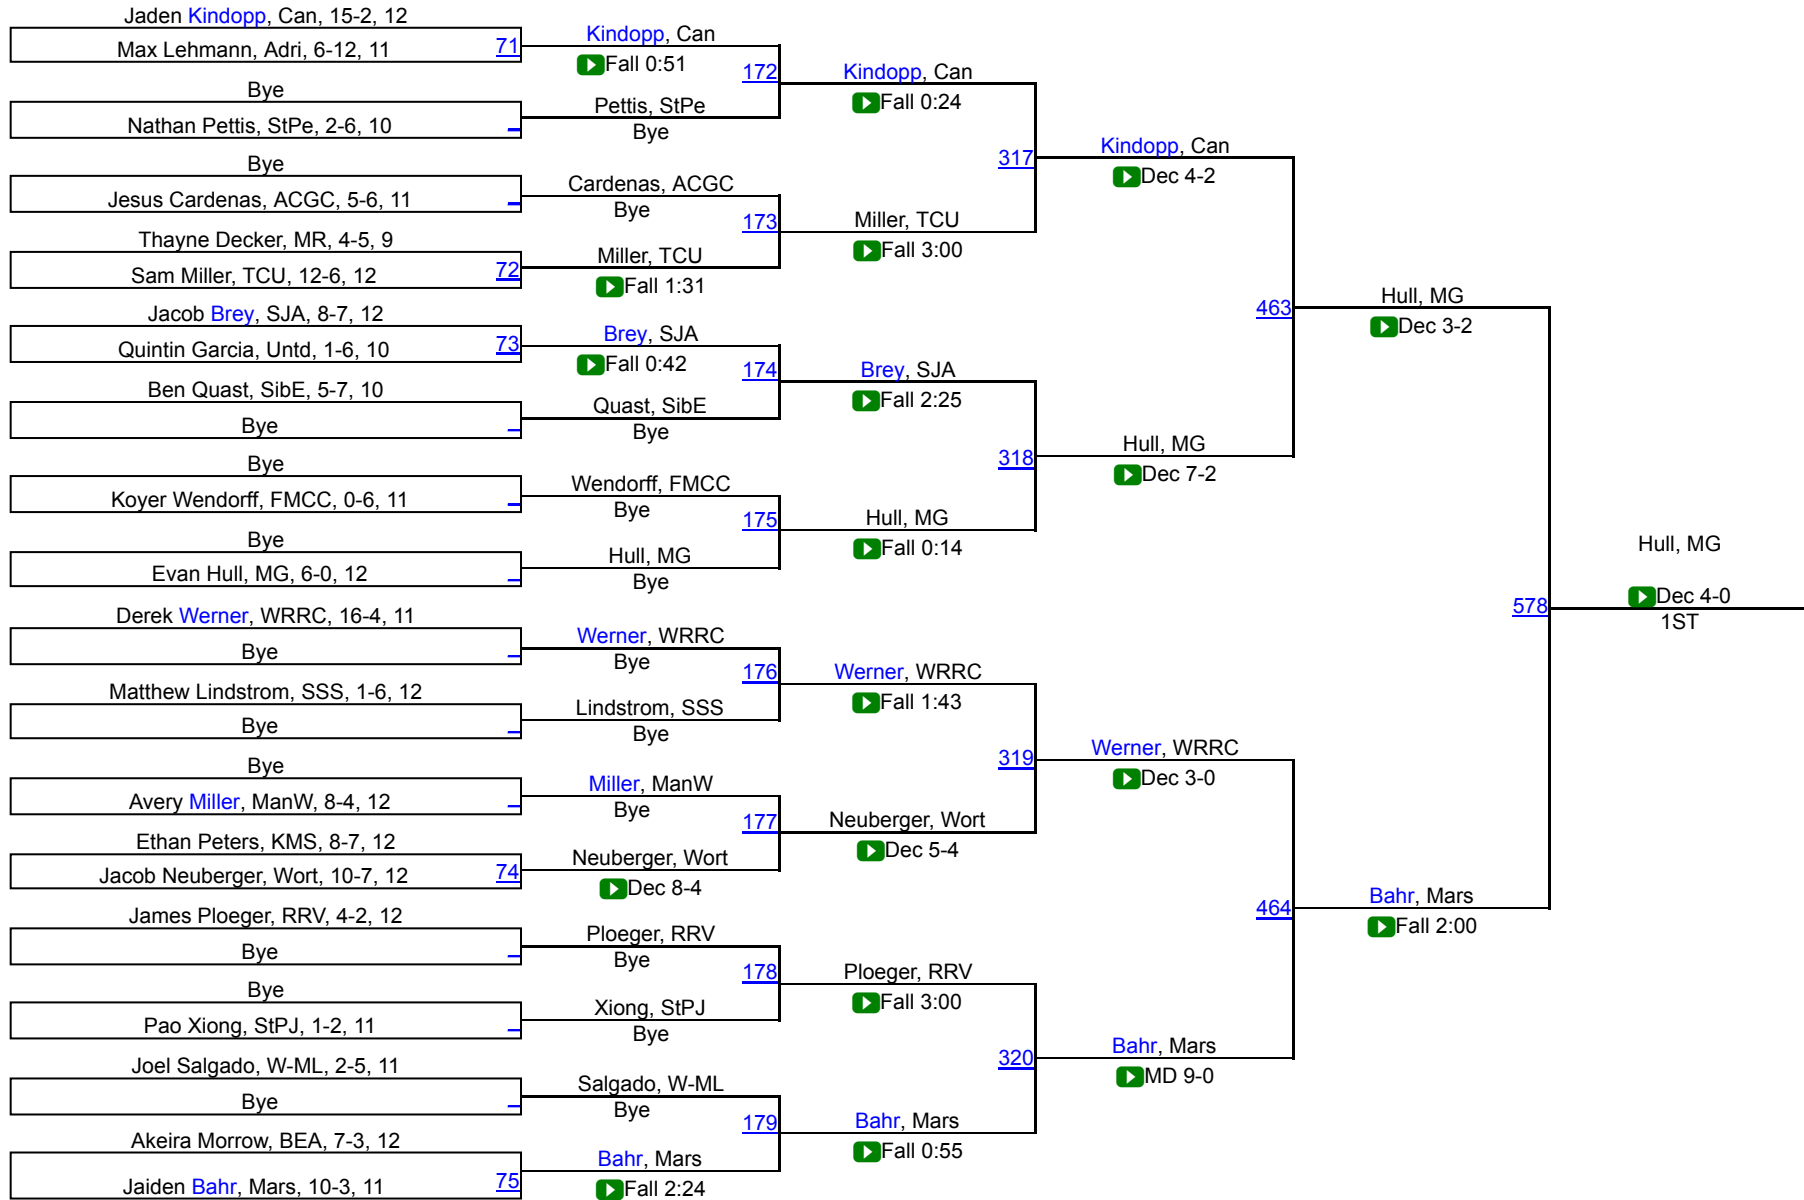 Jaden Kindopp, Can, 15-2, 12
Max Lehmann, Adri, 6-12, 11
71
Bye
Nathan Pettis, StPe, 2-6, 10
Bye
Jesus Cardenas, ACGC, 5-6, 11
Thayne Decker, MR, 4-5, 9
Sam Miller, TCU, 12-6, 12
72
Jacob Brey, SJA, 8-7, 12
Quintin Garcia, Untd, 1-6, 10
73
Ben Quast, SibE, 5-7, 10
Bye
Bye
Koyer Wendorff, FMCC, 0-6, 11
Bye
Evan Hull, MG, 6-0, 12
Derek Werner, WRRC, 16-4, 11
Bye
Matthew Lindstrom, SSS, 1-6, 12
Bye
Bye
Avery Miller, ManW, 8-4, 12
Ethan Peters, KMS, 8-7, 12
Jacob Neuberger, Wort, 10-7, 12
74
James Ploeger, RRV, 4-2, 12
Bye
Bye
Pao Xiong, StPJ, 1-2, 11
Joel Salgado, W-ML, 2-5, 11
Bye
Akeira Morrow, BEA, 7-3, 12
Jaiden Bahr, Mars, 10-3, 11
75
Kindopp, Can
Fall 0:51
172
Pettis, StPe
Bye
Cardenas, ACGC
Bye
173
Miller, TCU
Fall 1:31
Brey, SJA
Fall 0:42
174
Quast, SibE
Bye
Wendorff, FMCC
Bye
175
Hull, MG
Bye
Werner, WRRC
Bye
176
Lindstrom, SSS
Bye
Miller, ManW
Bye
177
Neuberger, Wort
Dec 8-4
Ploeger, RRV
Bye
178
Xiong, StPJ
Bye
Salgado, W-ML
Bye
179
Bahr, Mars
Fall 2:24
Kindopp, Can
Fall 0:24
317
Miller, TCU
Fall 3:00
Brey, SJA
Fall 2:25
318
Hull, MG
Fall 0:14
Werner, WRRC
Fall 1:43
319
Neuberger, Wort
Dec 5-4
Ploeger, RRV
Fall 3:00
320
Bahr, Mars
Fall 0:55
Kindopp, Can
Dec 4-2
463
Hull, MG
Dec 7-2
Werner, WRRC
Dec 3-0
464
Bahr, Mars
MD 9-0
Hull, MG
Dec 3-2
578
Bahr, Mars
Fall 2:00
Hull, MG
Dec 4-0
1ST